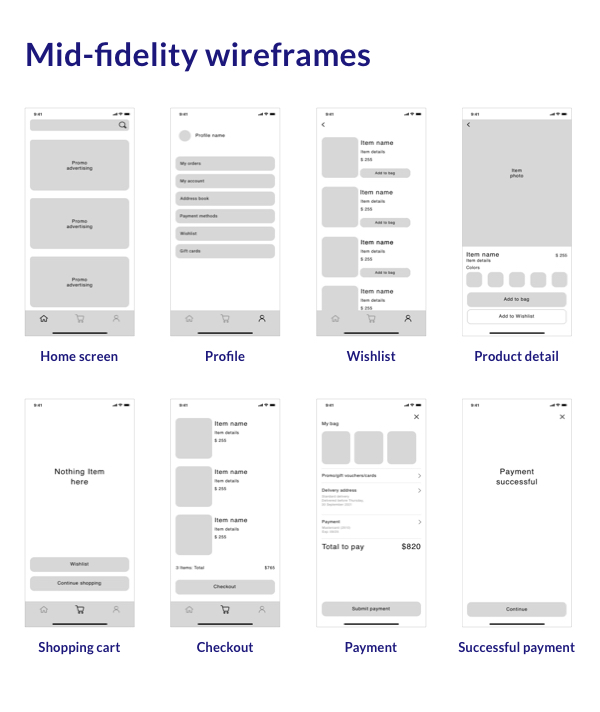 Mid-fidelity wireframes
9:41
Promo
advertising
Promo
advertising
Promo
advertising
Home screen
9:41
Profile name
My orders
My account
Address book
Payment methods
Wishlist
Gift cards
Profile
9:41
Item name
Item details
$ 255
Add to bag
Item name
Item details
$ 255
Add to bag
Item name
Item details
$ 255
Add to bag
Item name
Item details
$ 255
Wishlist
9:41
Item
photo
Item name
$ 255
Item details
Colors
Add to bag
Add to Wishlist
Product detail
9:41
Nothing Item
here
Wishlist
Continue shopping
Shopping cart
9:41
Item name
Item details
$ 255
Item name
Item details
$ 255
Item name
Item details
$ 255
3 Items: Total
$765
Checkout
Checkout
9:41
My bag
Promo/gift vouchers/cards
Delivery address
Payment
Total to pay
$820
Submit payment
Payment
9:41
Payment
successful
Continue
Successful payment